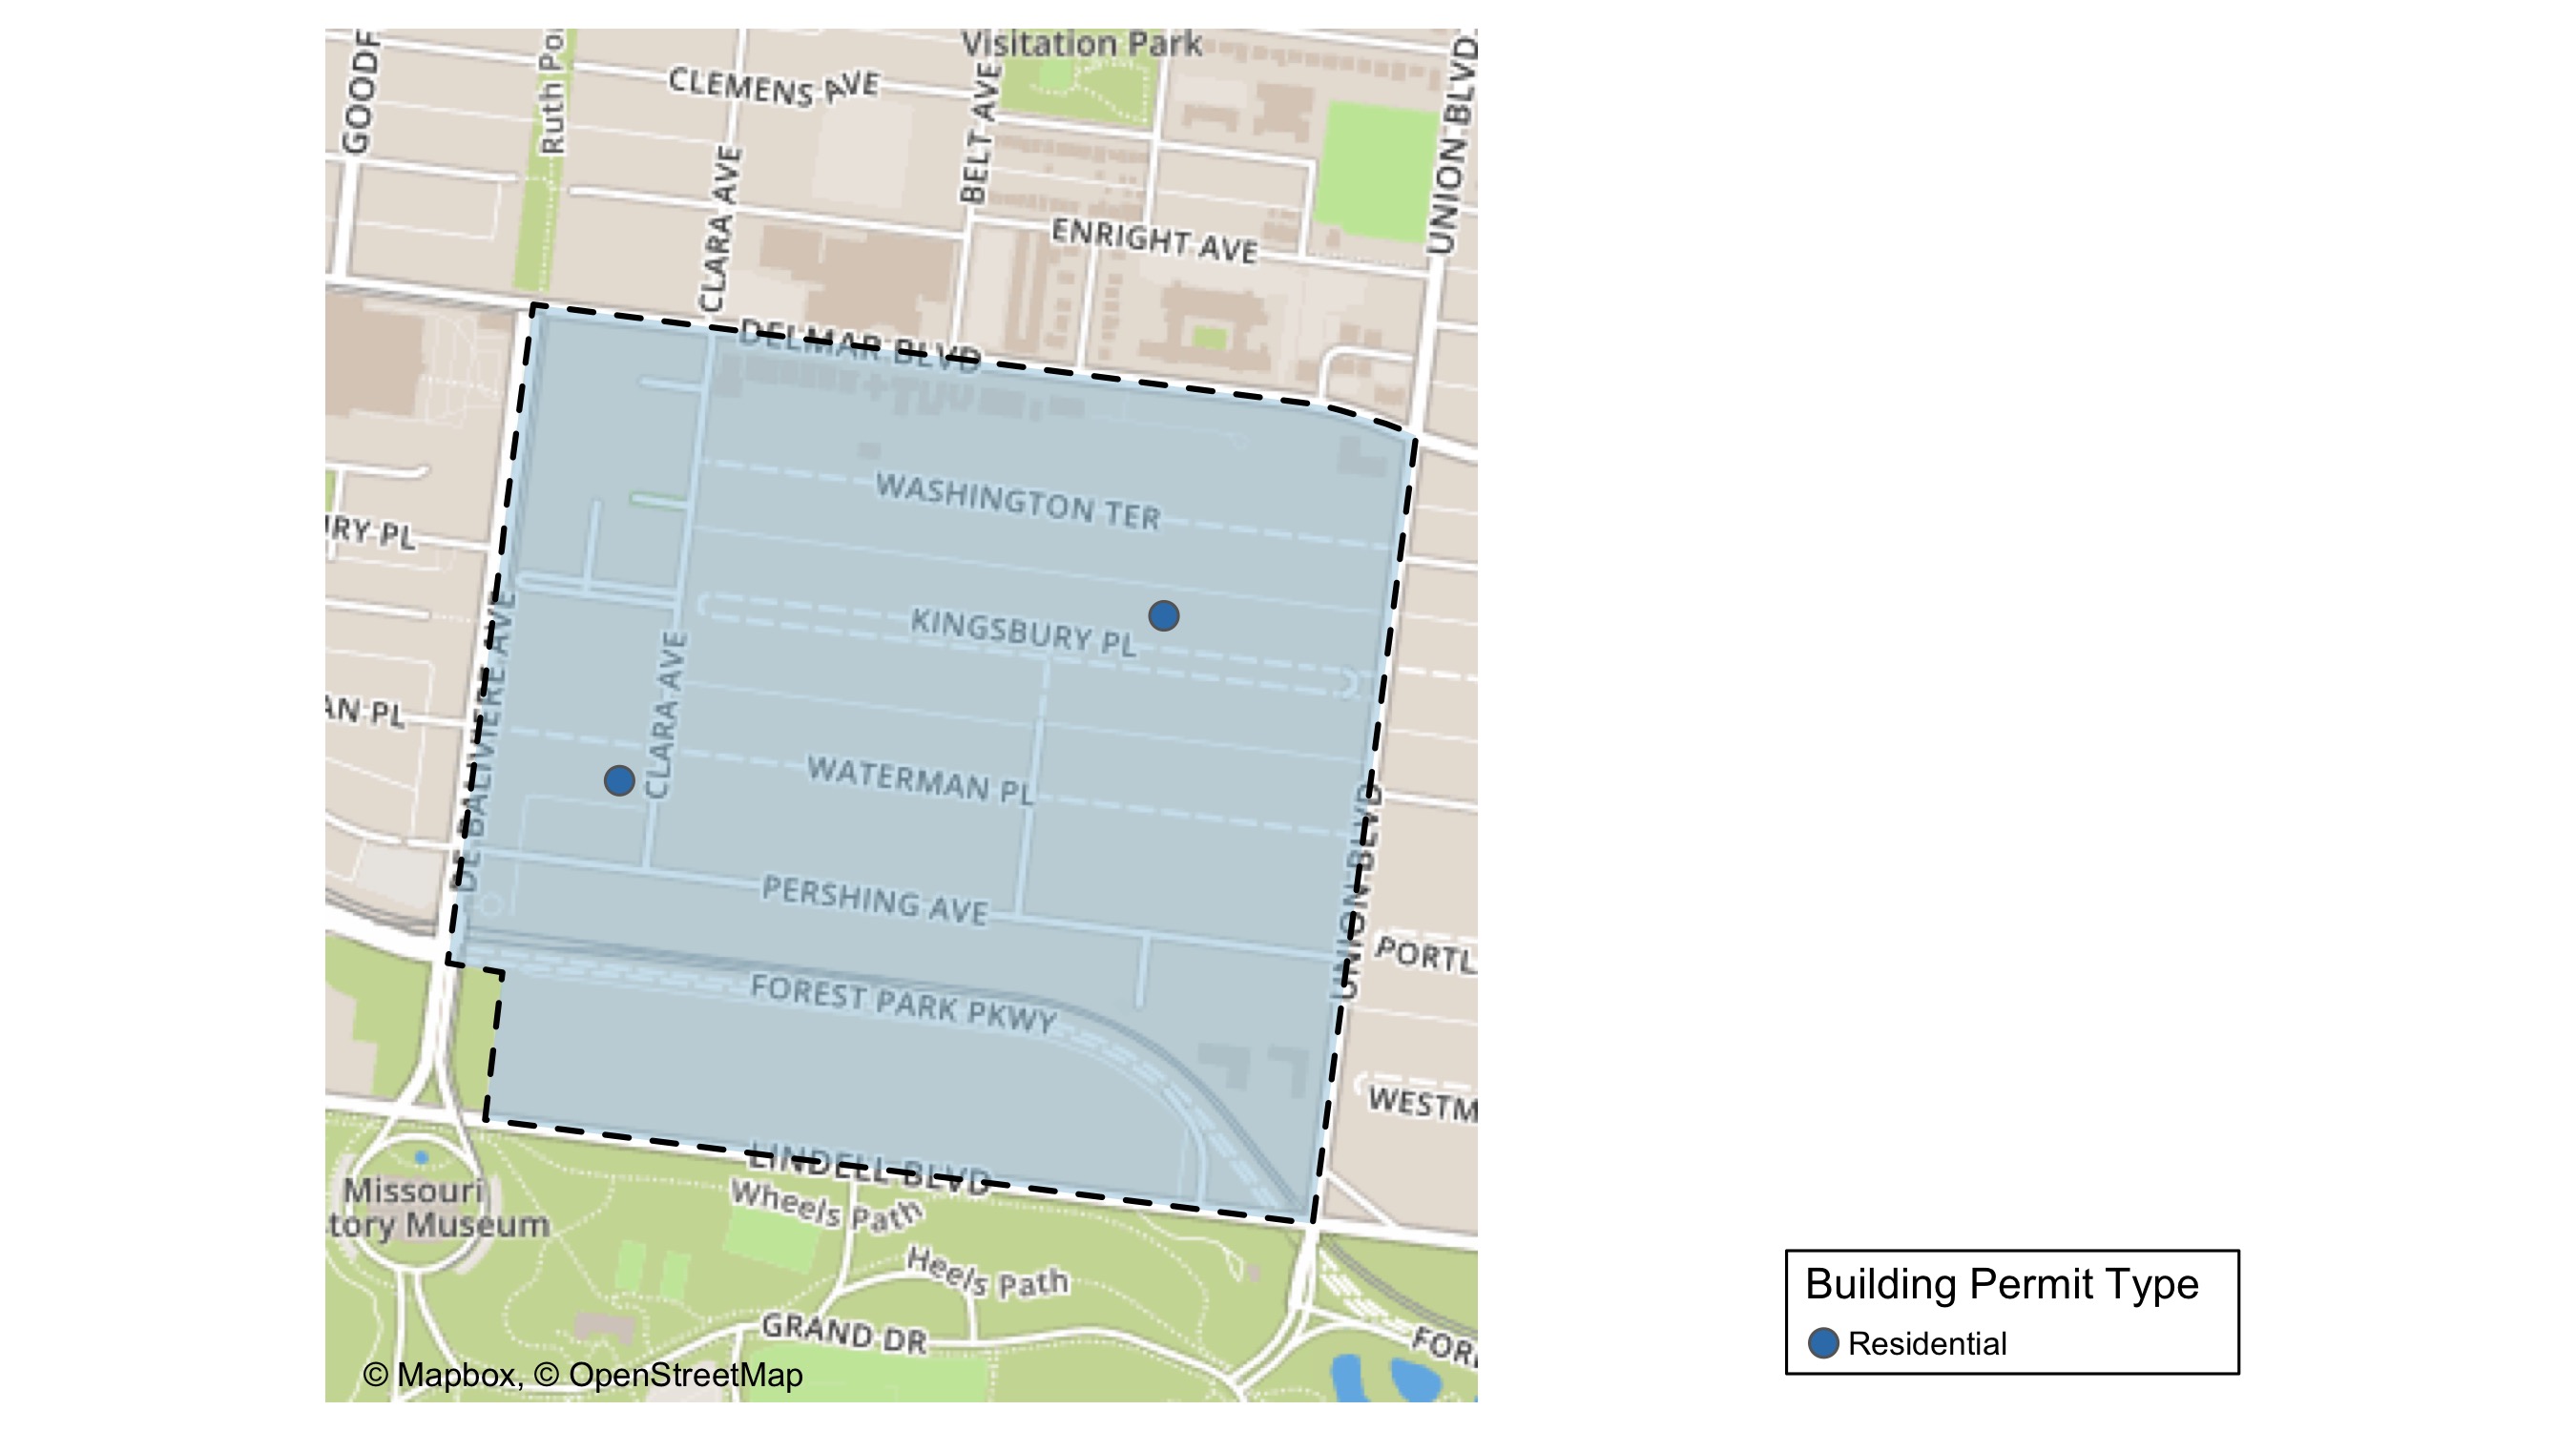 Visitation Park
GOODF
Ruth Po
CLEMENS AVE
BELT AVE
UNION BLVD
CLARA AVE
ENRIGHT AVE
DELMAR BLVD
WASHINGTON TER
URY PL
KINGSBURY PL
DE BALIVIERE AVE
CLARA AVE
AN PL
WATERMAN PL
UNION BLVD
PERSHING AVE
PORTL
FOREST PARK PKWY
WESTM
LINDELL BLVD
Missouri
tory Museum
Wheels Path
Heels Path
GRAND DR
FOR
© Mapbox, © OpenStreetMap
Building Permit Type
Residential